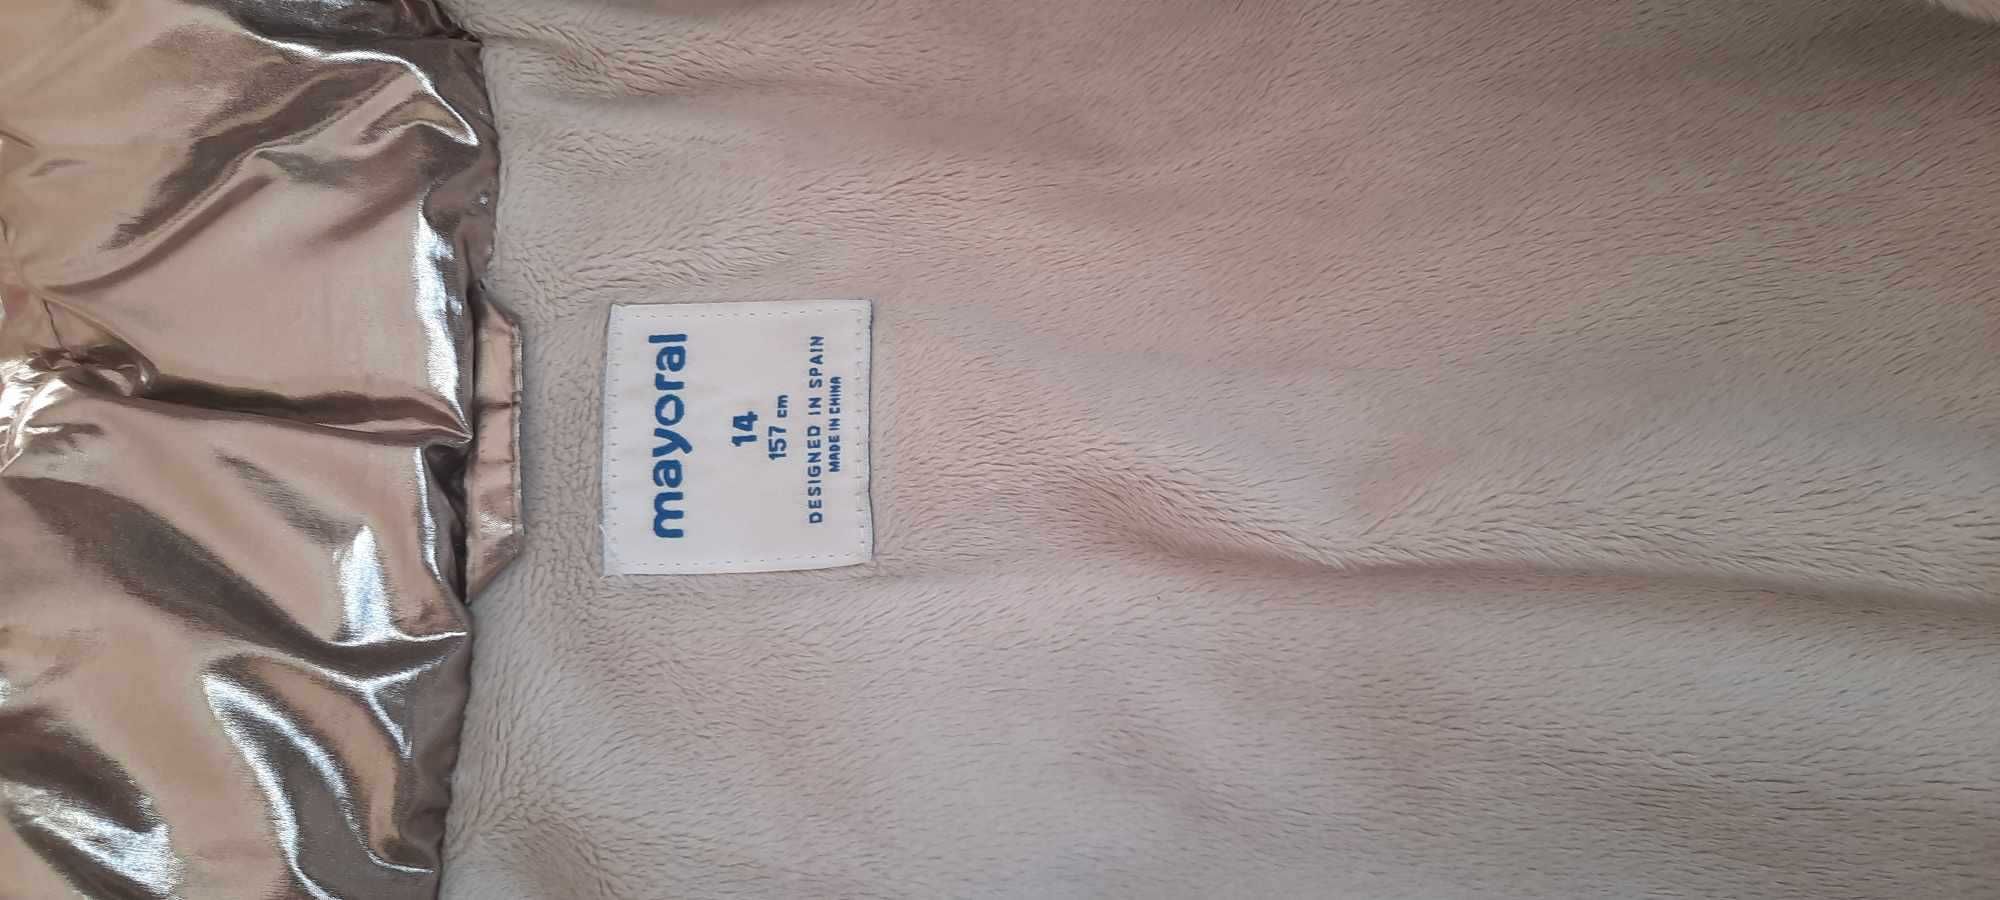 mayoral
14
157 cm
DESIGNED IN SPAIN
MADE IN CHINA